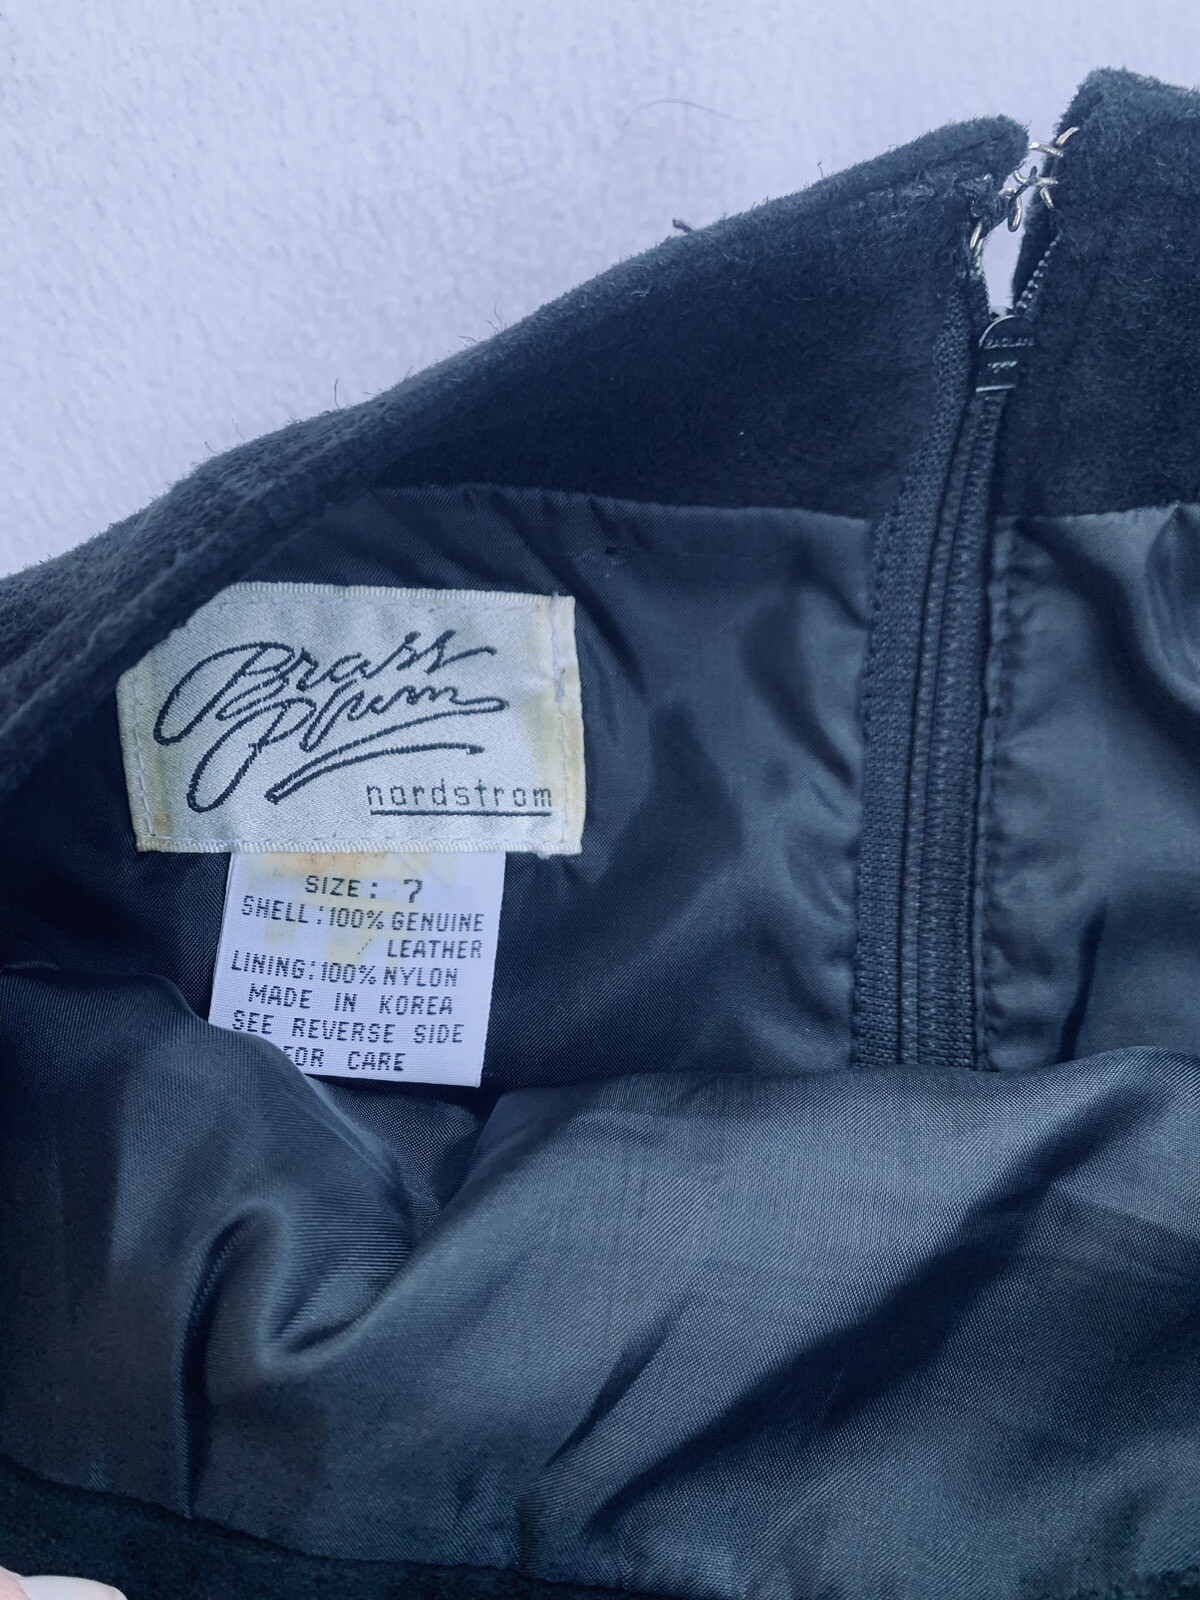 Brass
Plum
nordstrom
SIZE: 7
SHELL:100% GENUINE
LEATHER
LINING:100% NYLON
MADE IN KOREA
SEE REVERSE SIDE
FOR CARE